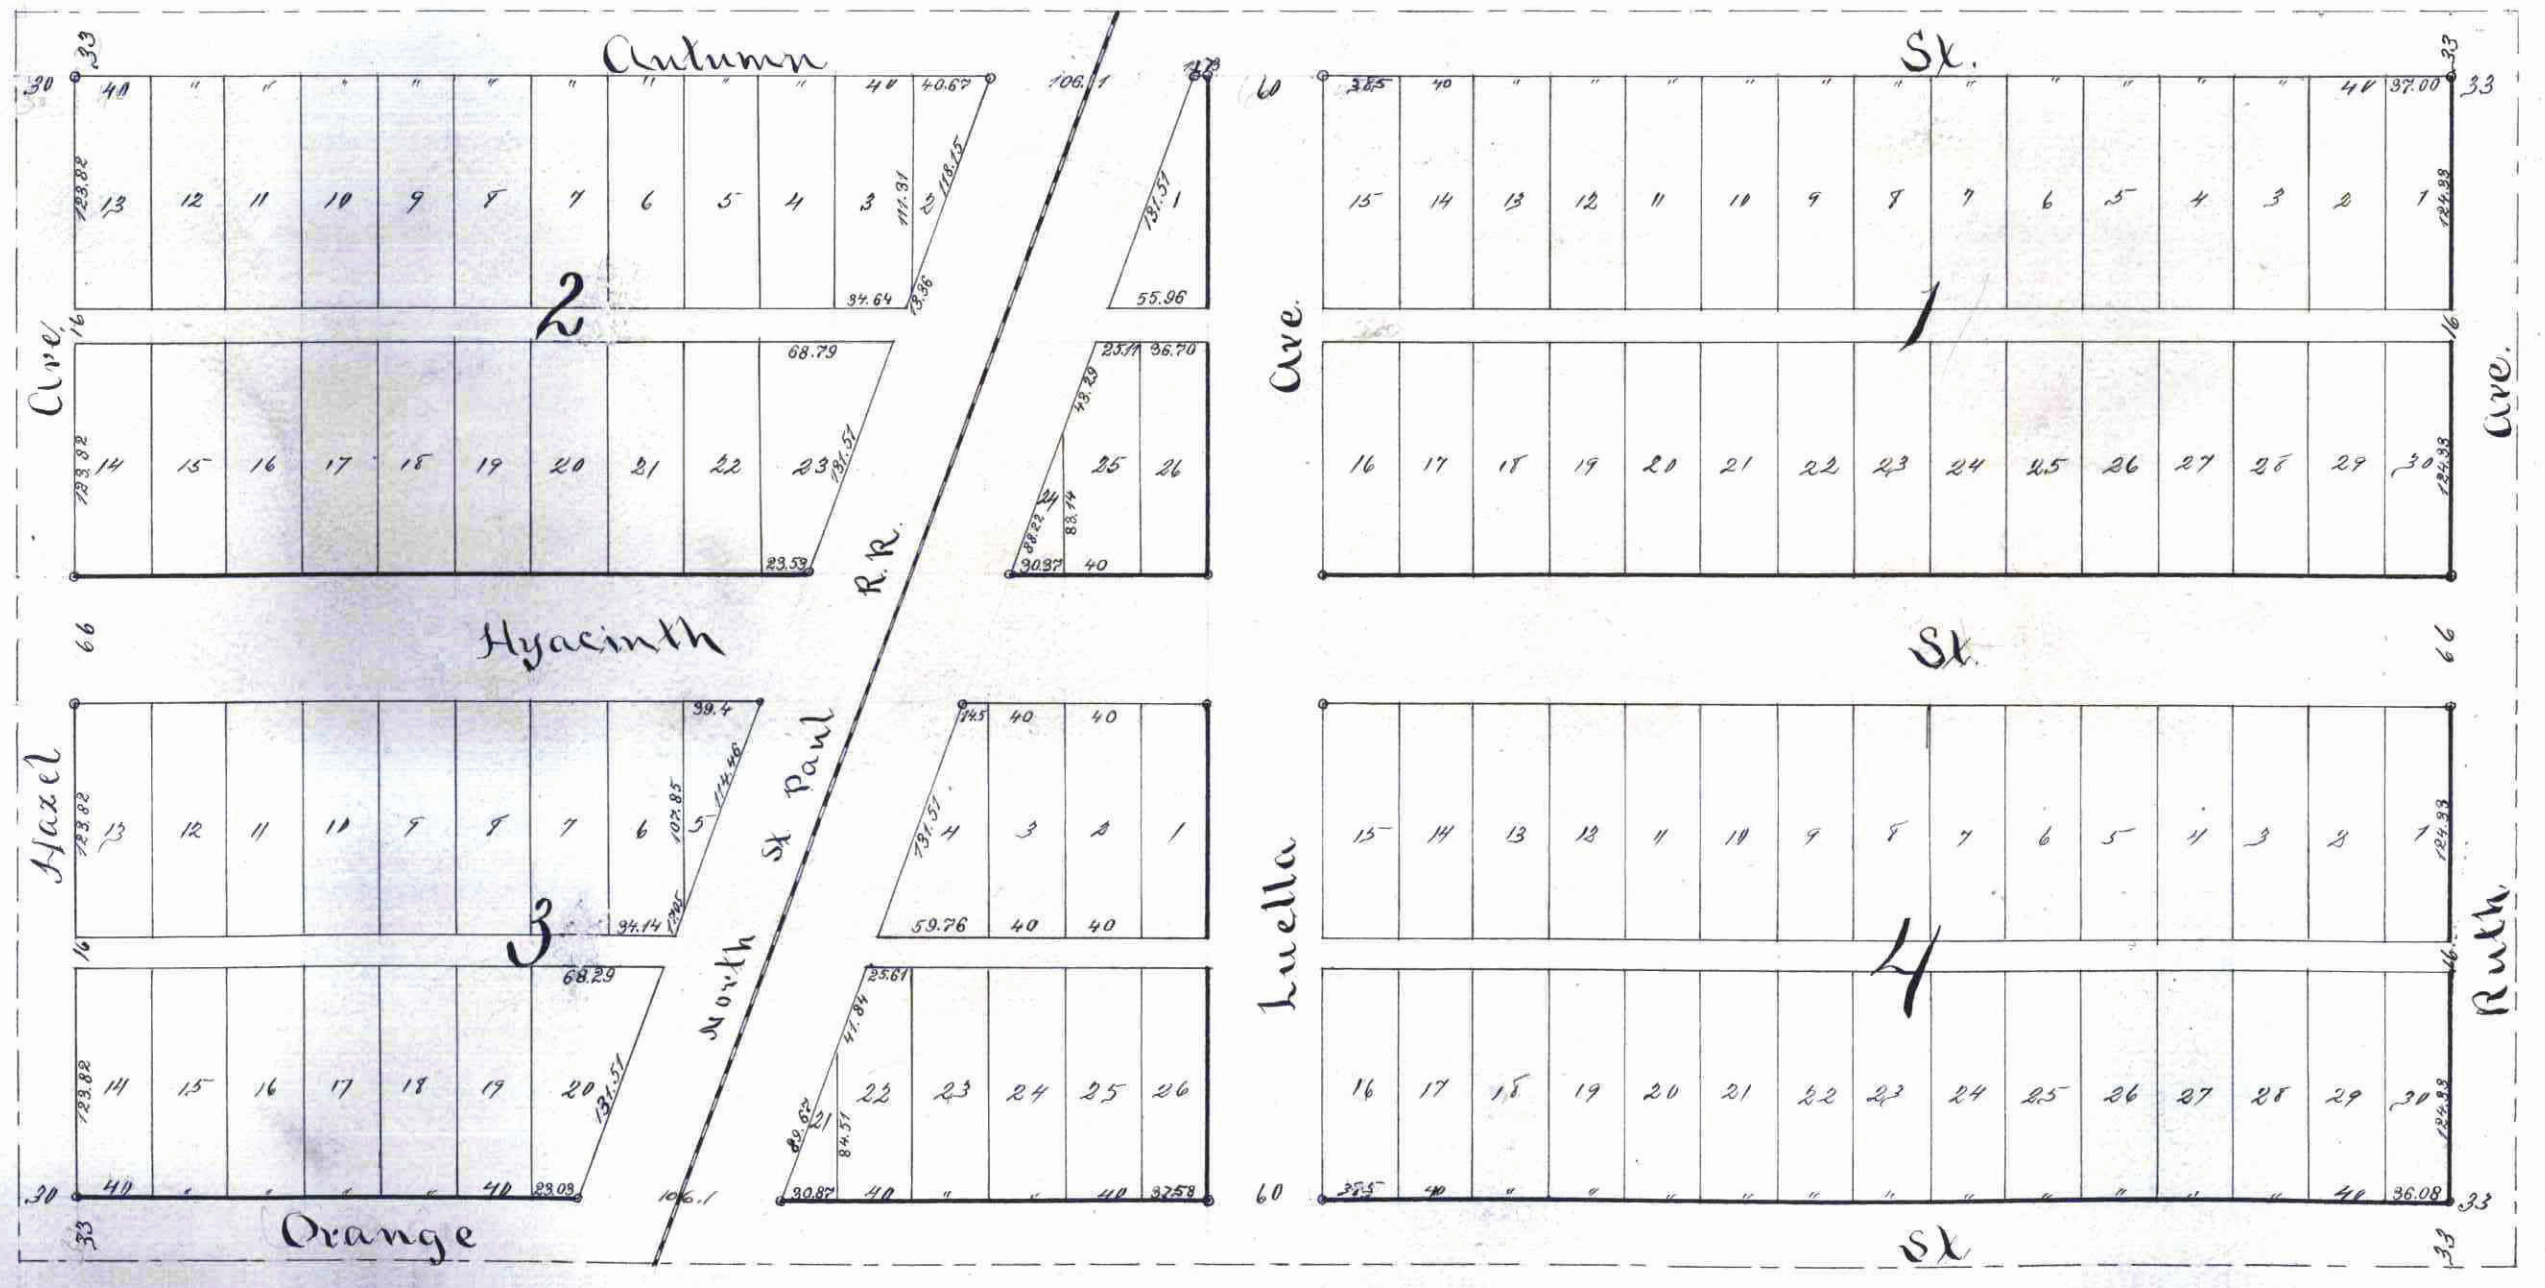 33 Autumn St. 33
30 40 " " " " " " " " " 40 40.67 106.1 60 38.5 40 " " " " " " " " " " " 40 37.00 33
123.82 13 12 11 10 9 8 7 6 5 4 3 111.31 2 118.15 131.51 1 15 14 13 12 11 10 9 8 7 6 5 4 3 2 1 124.33
34.64 13.36 55.96
16 2 1 16
68.79 25.11 36.70
43.29
123.82 14 15 16 17 18 19 20 21 22 23 131.51 25 26 16 17 18 19 20 21 22 23 24 25 26 27 28 29 30 124.33
88.22 24 83.14
23.53 30.37 40
66 Hyacinth St. 66
39.4 14.5 40 40
123.82 13 12 11 10 9 8 7 6 107.85 5 114.46 131.51 4 3 2 1 15 14 13 12 11 10 9 8 7 6 5 4 3 2 1 124.33
34.14 17.05 59.76 40 40
16 3 4 16
68.29 25.61
41.84
123.82 14 15 16 17 18 19 20 131.51 22 23 24 25 26 16 17 18 19 20 21 22 23 24 25 26 27 28 29 30 124.33
89.67 21 84.51
30 40 " " " " 40 23.03 106.1 30.87 40 " " 40 37.58 60 38.5 40 " " " " " " " " " " " 40 36.08 33
33 Orange St 33
Hazel Ave.
North St Paul R.R.
Luella Ave.
Ruth Ave.